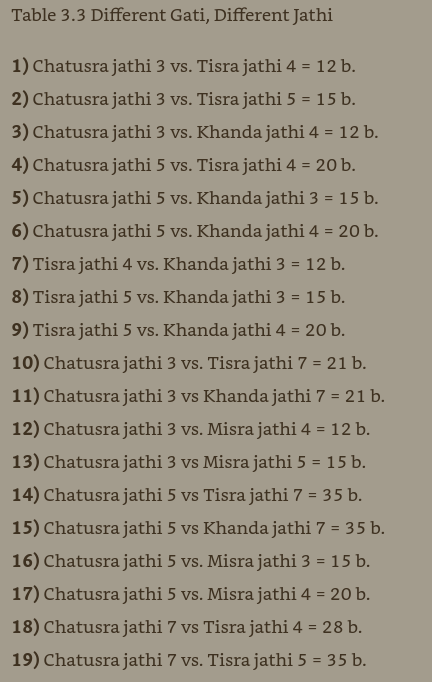 Table 3.3 Different Gati, Different Jathi
1) Chatusra jathi 3 vs. Tisra jathi 4 = 12 b.
2) Chatusra jathi 3 vs. Tisra jathi 5 = 15 b.
3) Chatusra jathi 3 vs. Khanda jathi 4 = 12 b.
4) Chatusra jathi 5 vs. Tisra jathi 4 = 20 b.
5) Chatusra jathi 5 vs. Khanda jathi 3 = 15 b.
6) Chatusra jathi 5 vs. Khanda jathi 4 = 20 b.
7) Tisra jathi 4 vs. Khanda jathi 3 = 12 b.
8) Tisra jathi 5 vs. Khanda jathi 3 = 15 b.
9) Tisra jathi 5 vs. Khanda jathi 4 = 20 b.
10) Chatusra jathi 3 vs. Tisra jathi 7 = 21 b.
11) Chatusra jathi 3 vs Khanda jathi 7 = 21 b.
12) Chatusra jathi 3 vs. Misra jathi 4 = 12 b.
13) Chatusra jathi 3 vs Misra jathi 5 = 15 b.
14) Chatusra jathi 5 vs Tisra jathi 7 = 35 b.
15) Chatusra jathi 5 vs Khanda jathi 7 = 35 b.
16) Chatusra jathi 5 vs. Misra jathi 3 = 15 b.
17) Chatusra jathi 5 vs. Misra jathi 4 = 20 b.
18) Chatusra jathi 7 vs Tisra jathi 4 = 28 b.
19) Chatusra jathi 7 vs. Tisra jathi 5 = 35 b.